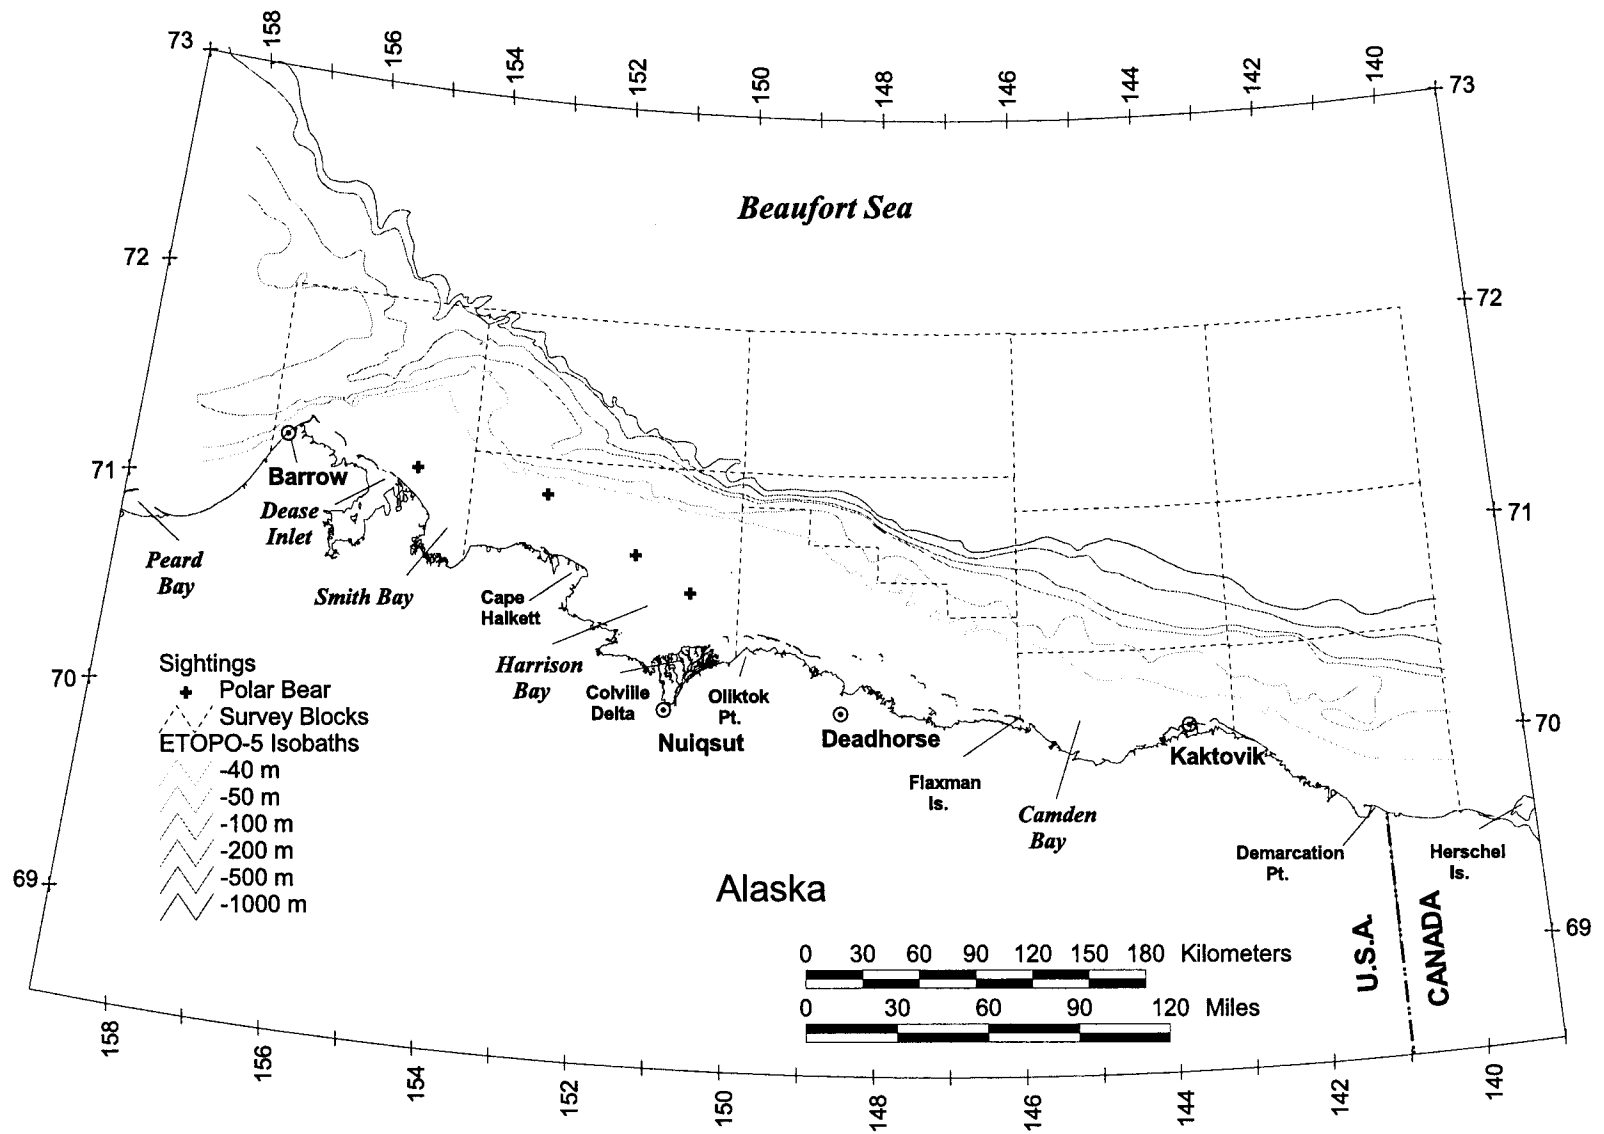 158
156
154
152
150
148
146
144
142
140
73
73
Beaufort Sea
72
72
71
71
Barrow
Dease
Inlet
Peard
Bay
Smith Bay
Cape
Halkett
Harrison
Bay
Colville
Delta
Oliktok
Pt.
Nuiqsut
Deadhorse
Kaktovik
Flaxman
Is.
Camden
Bay
Demarcation
Pt.
Herschel
Is.
70
70
Sightings
Polar Bear
Survey Blocks
ETOPO-5 Isobaths
-40 m
-50 m
-100 m
-200 m
-500 m
-1000 m
69
69
Alaska
U.S.A.
CANADA
0 30 60 90 120 150 180 Kilometers
0 30 60 90 120 Miles
158
156
154
152
150
148
146
144
142
140